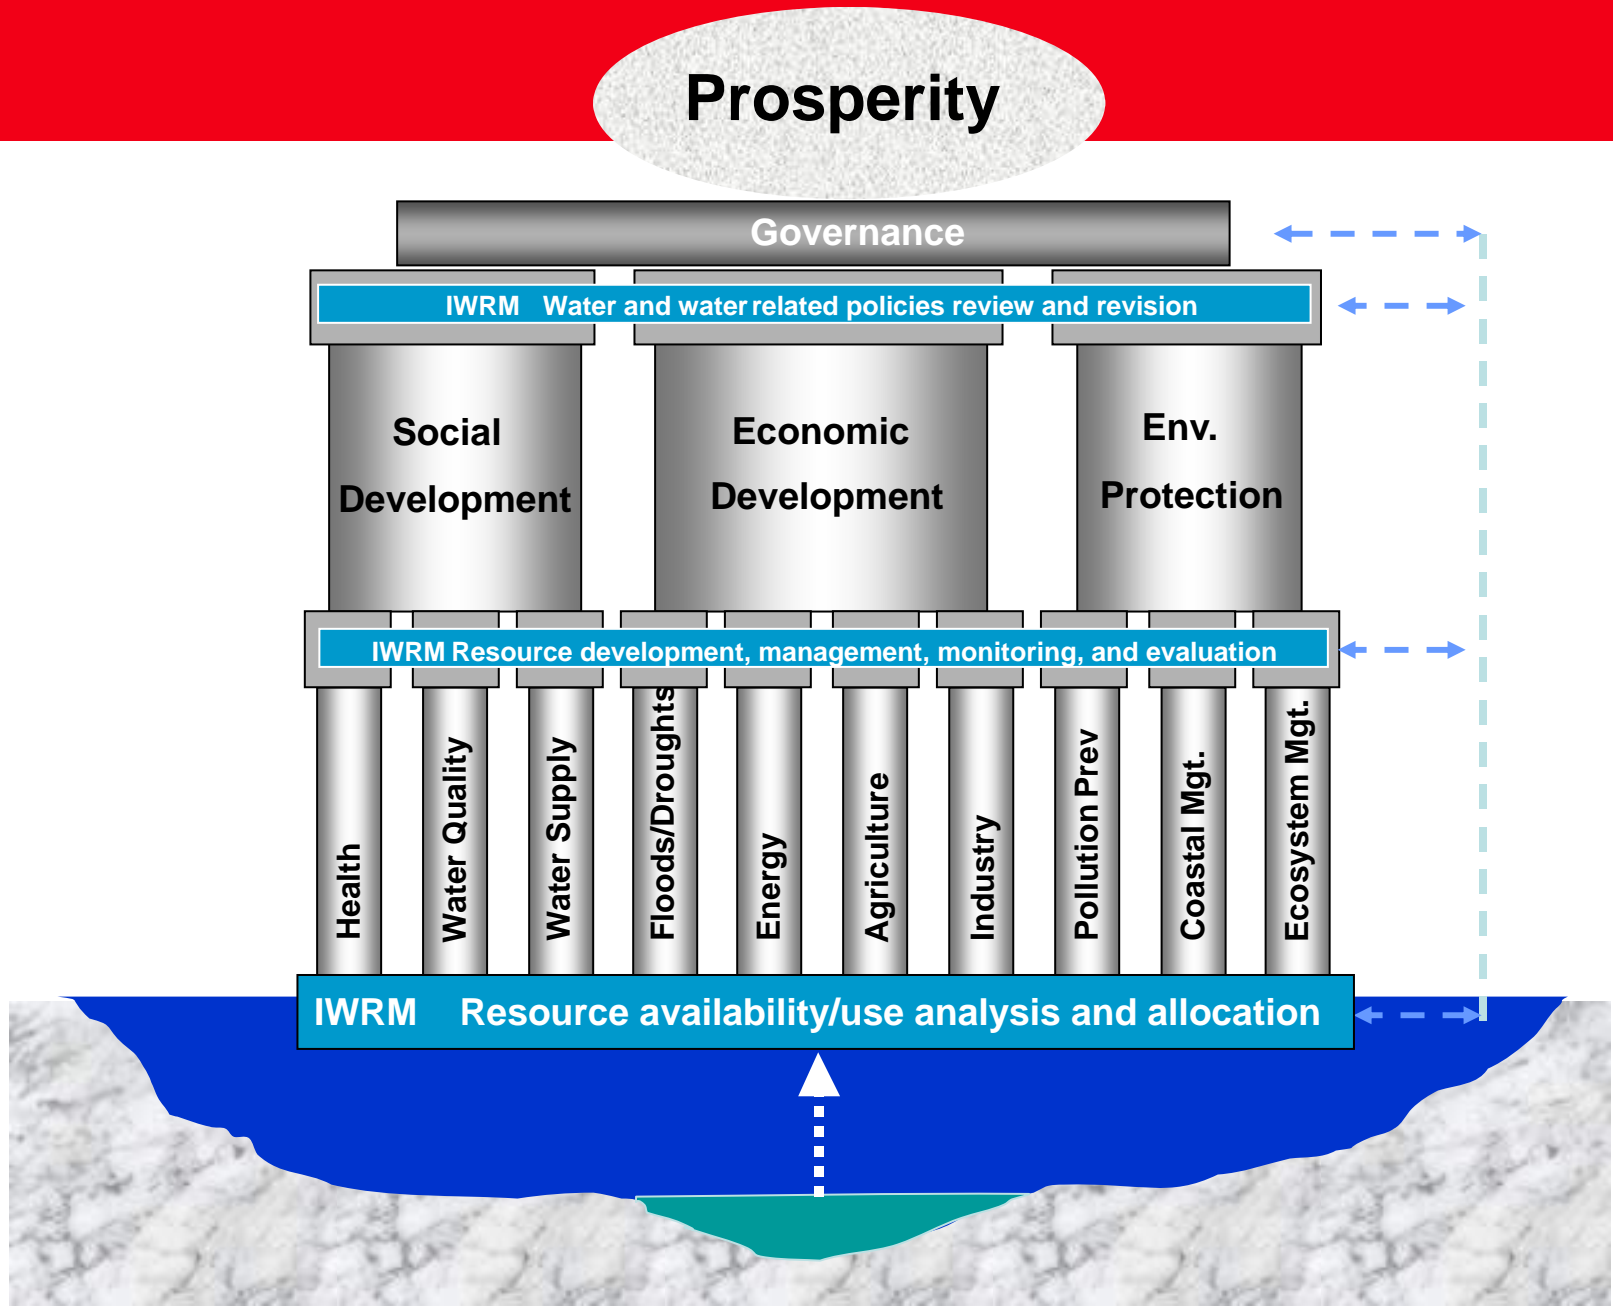 Prosperity
Governance
IWRM Water and water related policies review and revision
Social
Development
Economic
Development
Env.
Protection
IWRM Resource development, management, monitoring, and evaluation
Health
Water Quality
Water Supply
Floods/Droughts
Energy
Agriculture
Industry
Pollution Prev
Coastal Mgt.
Ecosystem Mgt.
IWRM Resource availability/use analysis and allocation